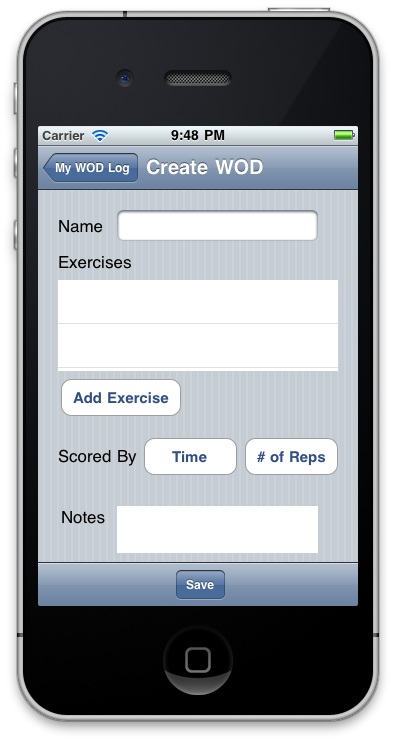 Carrier 9:48 PM
My WOD Log Create WOD
Name
Exercises
Add Exercise
Scored By Time # of Reps
Notes
Save